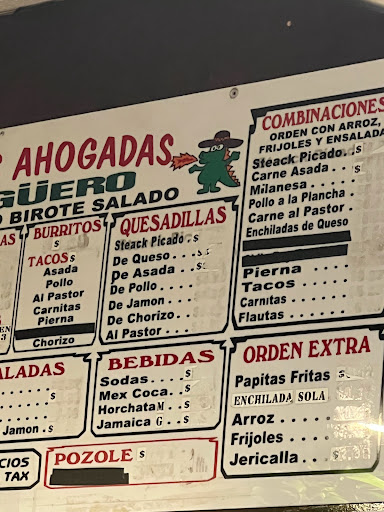 AHOGADAS
GÜERO
BIROTE SALADO
BURRITOS
$
TACOS $
Asada
Pollo
Al Pastor
Carnitas
Pierna
Chorizo
QUESADILLAS
Steack Picado . $
De Queso . . . $
De Asada . . $
De Pollo . . . .
De Jamon . . . .
De Chorizo . . .
Al Pastor . . . .
COMBINACIONES
ORDEN CON ARROZ,
FRIJOLES Y ENSALADA
Steack Picado . $
Carne Asada . . $
Milanesa . . . .
Pollo a la Plancha .
Carne al Pastor . .
Enchiladas de Queso
Pierna . . . .
Tacos . . . .
Carnitas . . . .
Flautas . . . .
ALADAS
$
Jamon . . $
BEBIDAS
Sodas . . . . $
Mex Coca. . $
Horchata M . . $
Jamaica G . . $
ORDEN EXTRA
Papitas Fritas $
ENCHILADA SOLA
Arroz . . . .
Frijoles . . . .
Jericalla . . . $
CIOS
TAX
POZOLE $